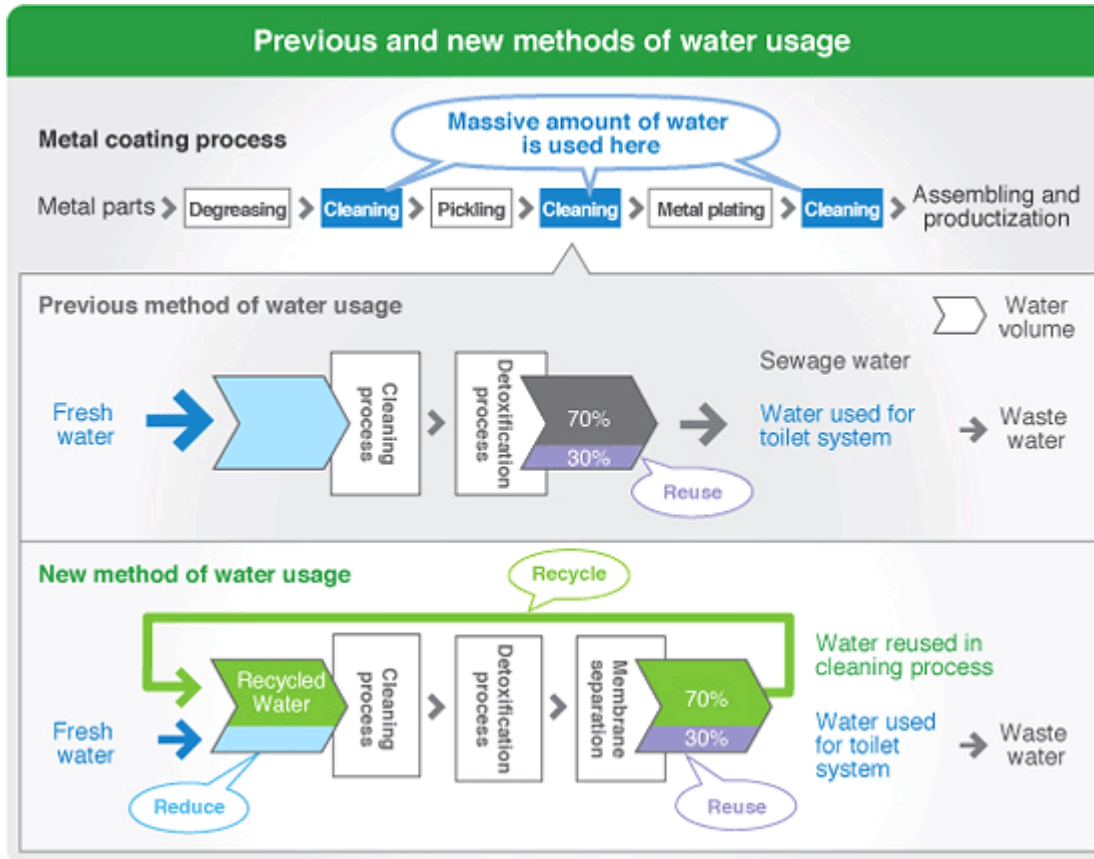 Previous and new methods of water usage
Massive amount of water
is used here
Metal coating process
Metal parts
Degreasing
Cleaning
Pickling
Cleaning
Metal plating
Cleaning
Assembling and
productization
Previous method of water usage
Water
volume
Fresh
water
Cleaning
process
Detoxification
process
70%
30%
Reuse
Sewage water
Water used for
toilet system
Waste
water
New method of water usage
Recycle
Fresh
water
Recycled
Water
Reduce
Cleaning
process
Detoxification
process
Membrane
separation
70%
30%
Reuse
Water reused in
cleaning process
Water used
for toilet
system
Waste
water